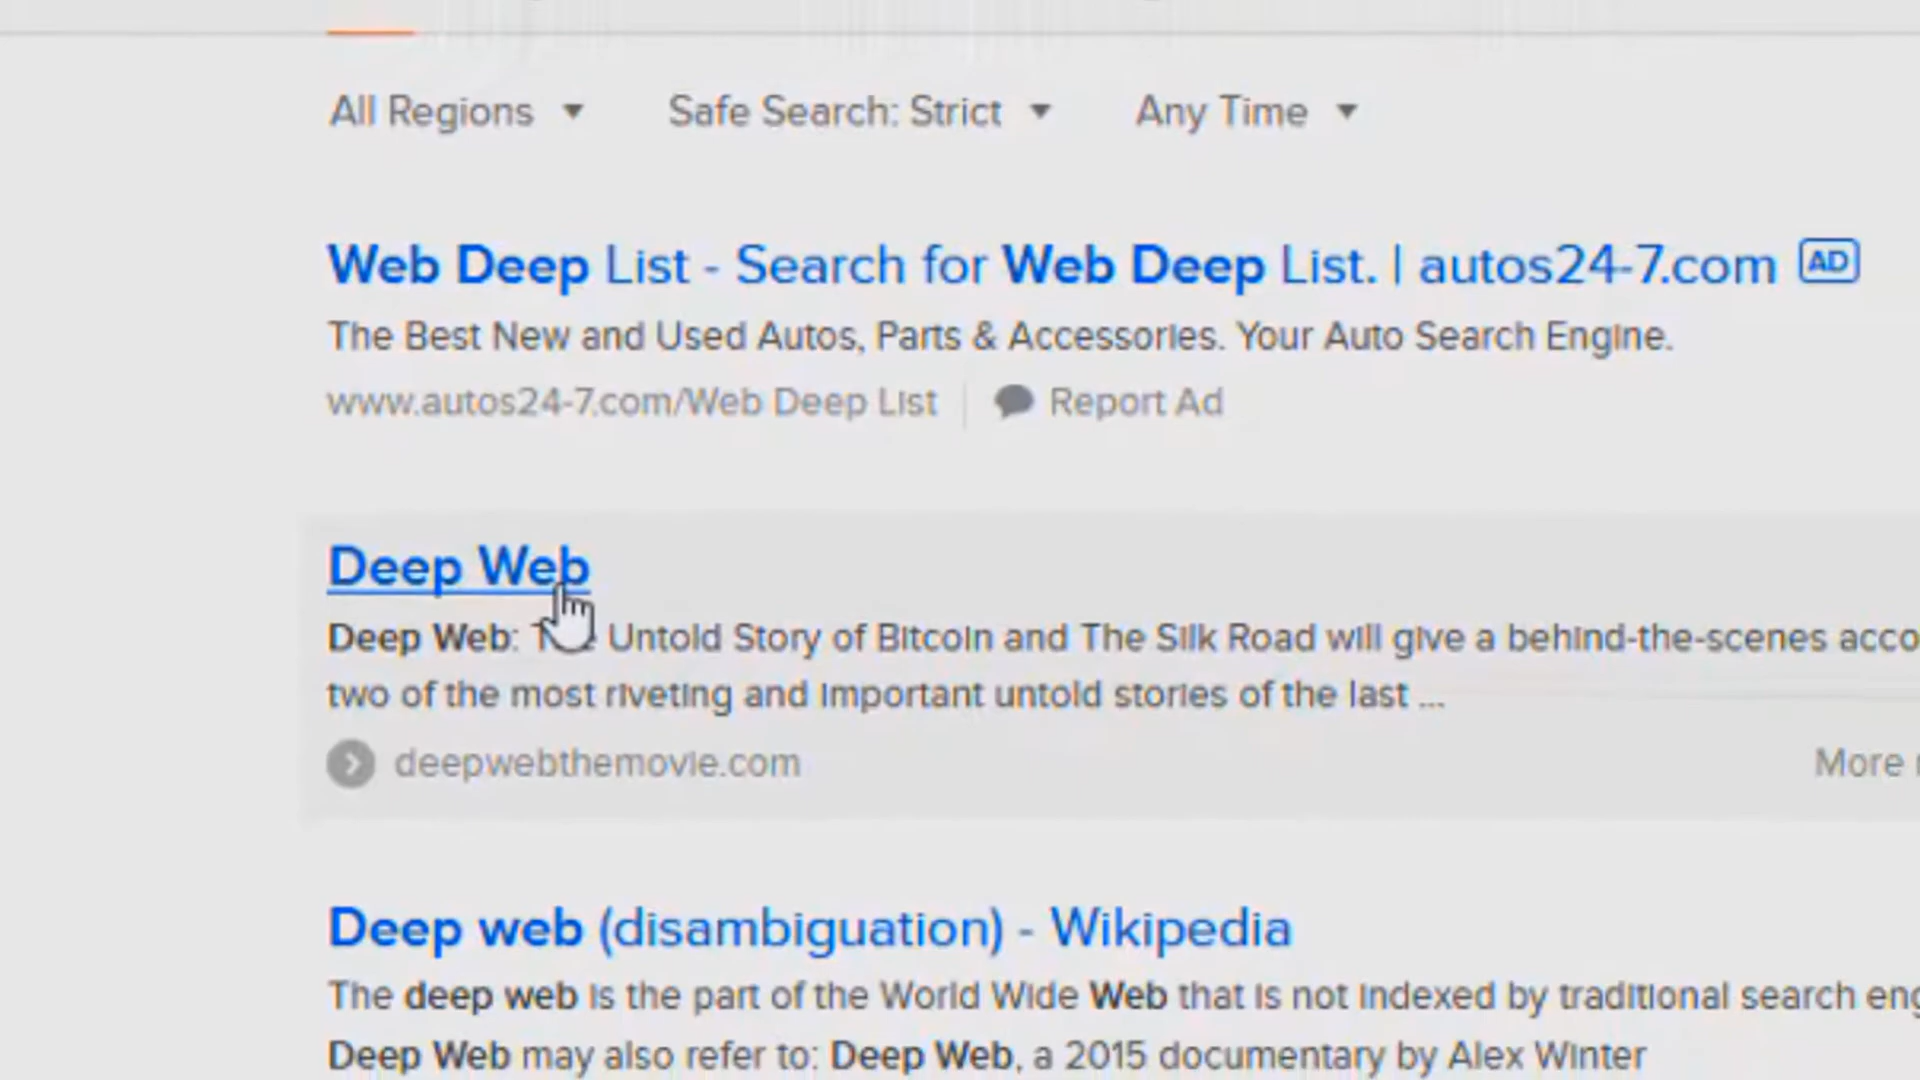 All Regions Safe Search: Strict Any Time
Web Deep List - Search for Web Deep List. | autos24-7.com AD
The Best New and Used Autos, Parts & Accessories. Your Auto Search Engine.
www.autos24-7.com/Web Deep List Report Ad
Deep Web
Deep Web: Untold Story of Bitcoin and The Silk Road will give a behind-the-scenes
two of the most riveting and important untold stories of the last ...
deepwebthemovie.com More
Deep web (disambiguation) - Wikipedia
The deep web is the part of the World Wide Web that is not indexed by traditional search
Deep Web may also refer to: Deep Web, a 2015 documentary by Alex Winter